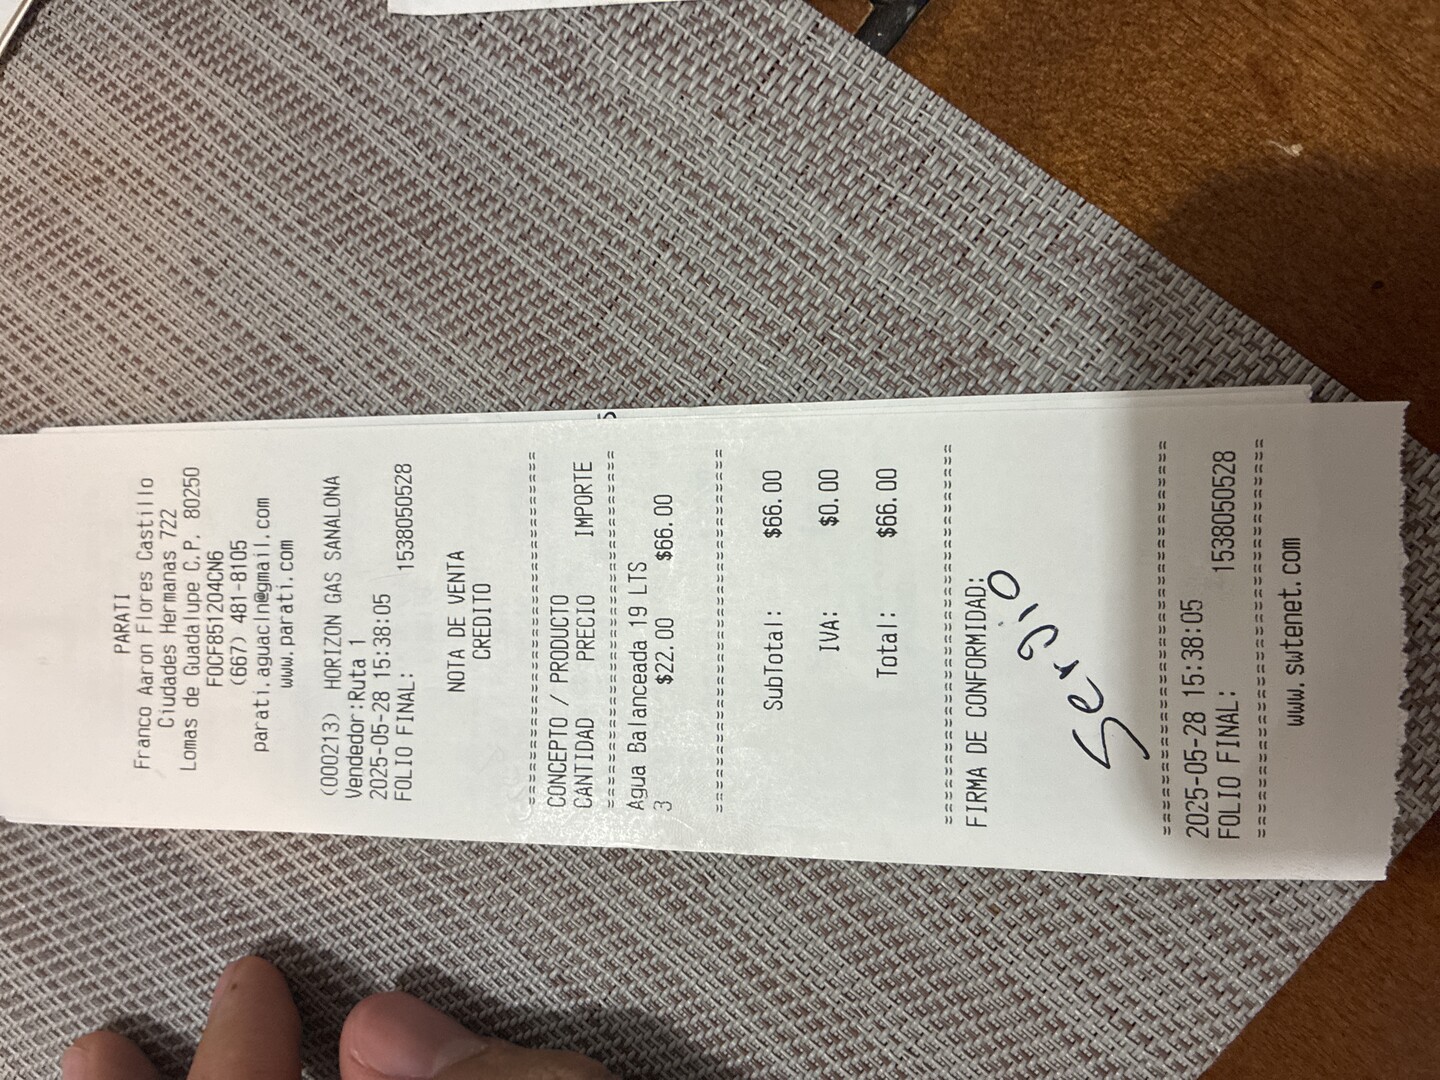 PARATI
Franco Aaron Flores Castillo
Ciudades Hermanas 722
Lomas de Guadalupe C.P. 80250
FOCF851204CN6
(667) 481-8105
parati.aguacln@gmail.com
www.parati.com
(000213) HORIZON GAS SANALONA
Vendedor:Ruta 1
2025-05-28 15:38:05
FOLIO FINAL: 1538050528
NOTA DE VENTA
CREDITO
==============================
CONCEPTO / PRODUCTO
CANTIDAD PRECIO IMPORTE
==============================
Agua Balanceada 19 LTS
3 $22.00 $66.00
==============================
SubTotal: $66.00
IVA: $0.00
Total: $66.00
==============================
FIRMA DE CONFORMIDAD:
Sergio
==============================
2025-05-28 15:38:05
FOLIO FINAL: 1538050528
==============================
www.swtenet.com